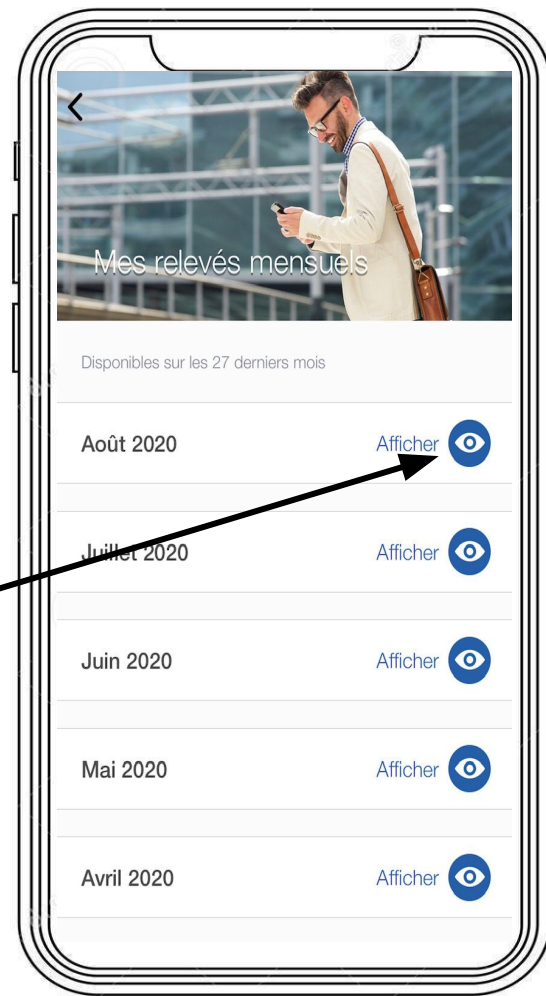 Mes relevés mensuels
Disponibles sur les 27 derniers mois
Août 2020 Afficher
Juillet 2020 Afficher
Juin 2020 Afficher
Mai 2020 Afficher
Avril 2020 Afficher